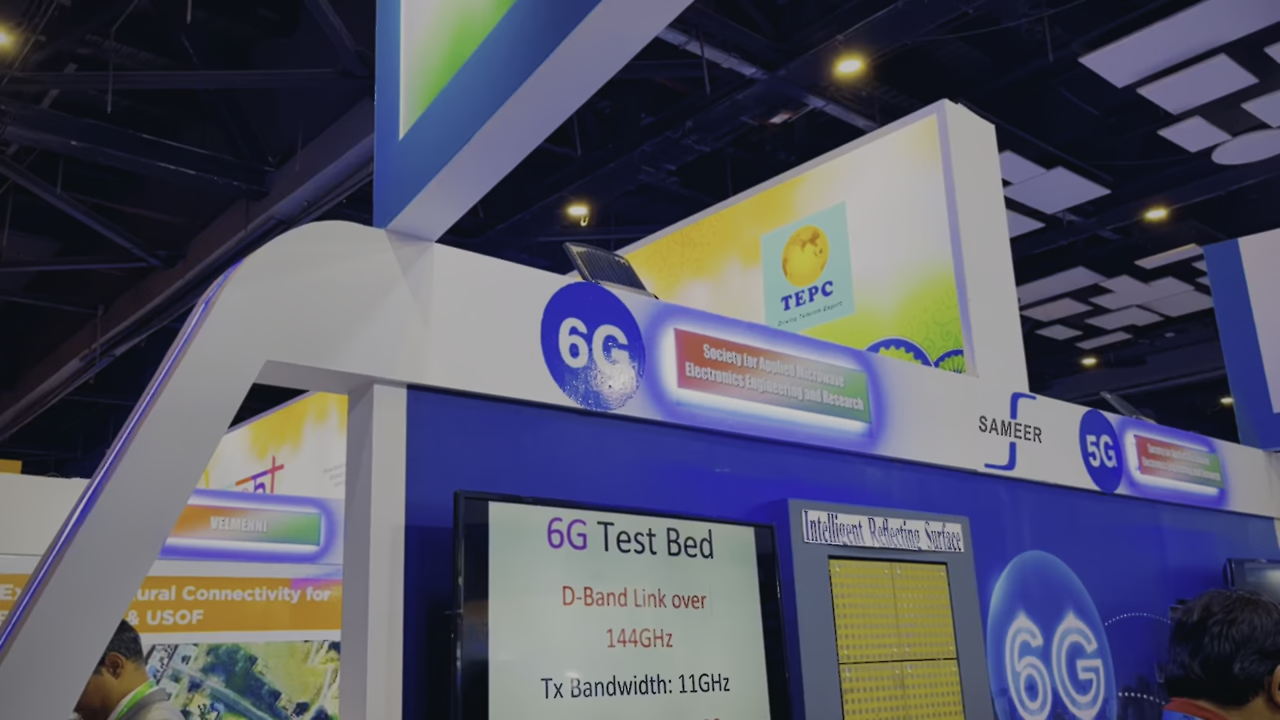 TEPC
6G
Society for Applied Microwave
Electronics Engineering and Research
SAMEER
5G
VELMENNI
ural Connectivity for
& USOF
6G Test Bed
D-Band Link over
144GHz
Tx Bandwidth: 11GHz
Intelligent Reflecting Surface
6G